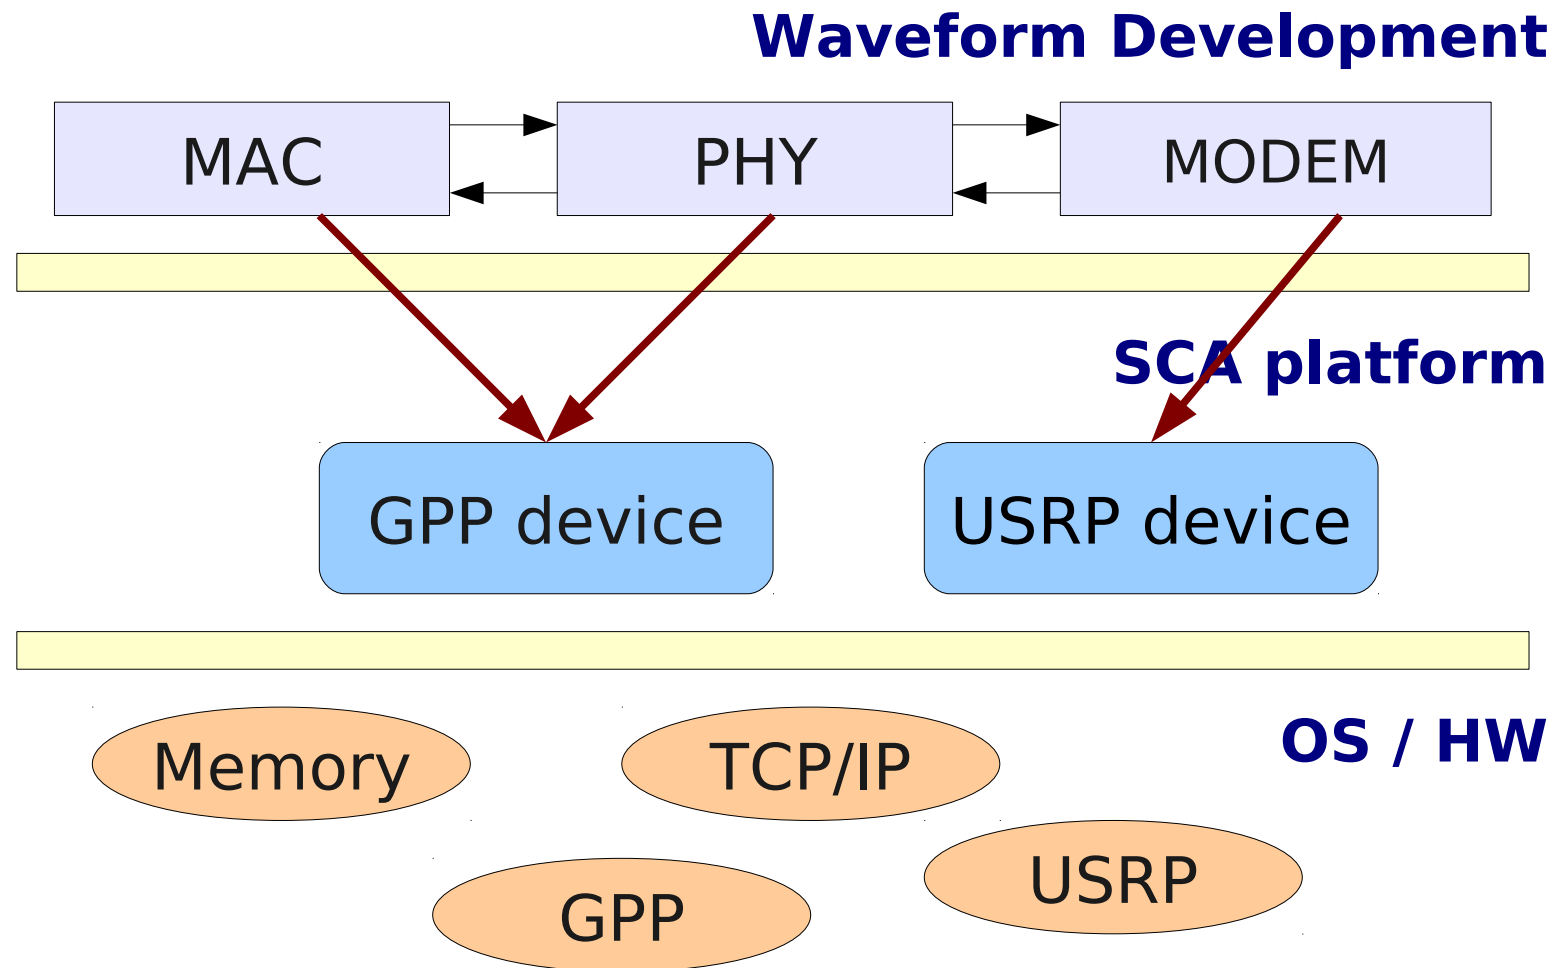 Waveform Development
MAC
PHY
MODEM
SCA platform
GPP device
USRP device
OS / HW
Memory
TCP/IP
USRP
GPP